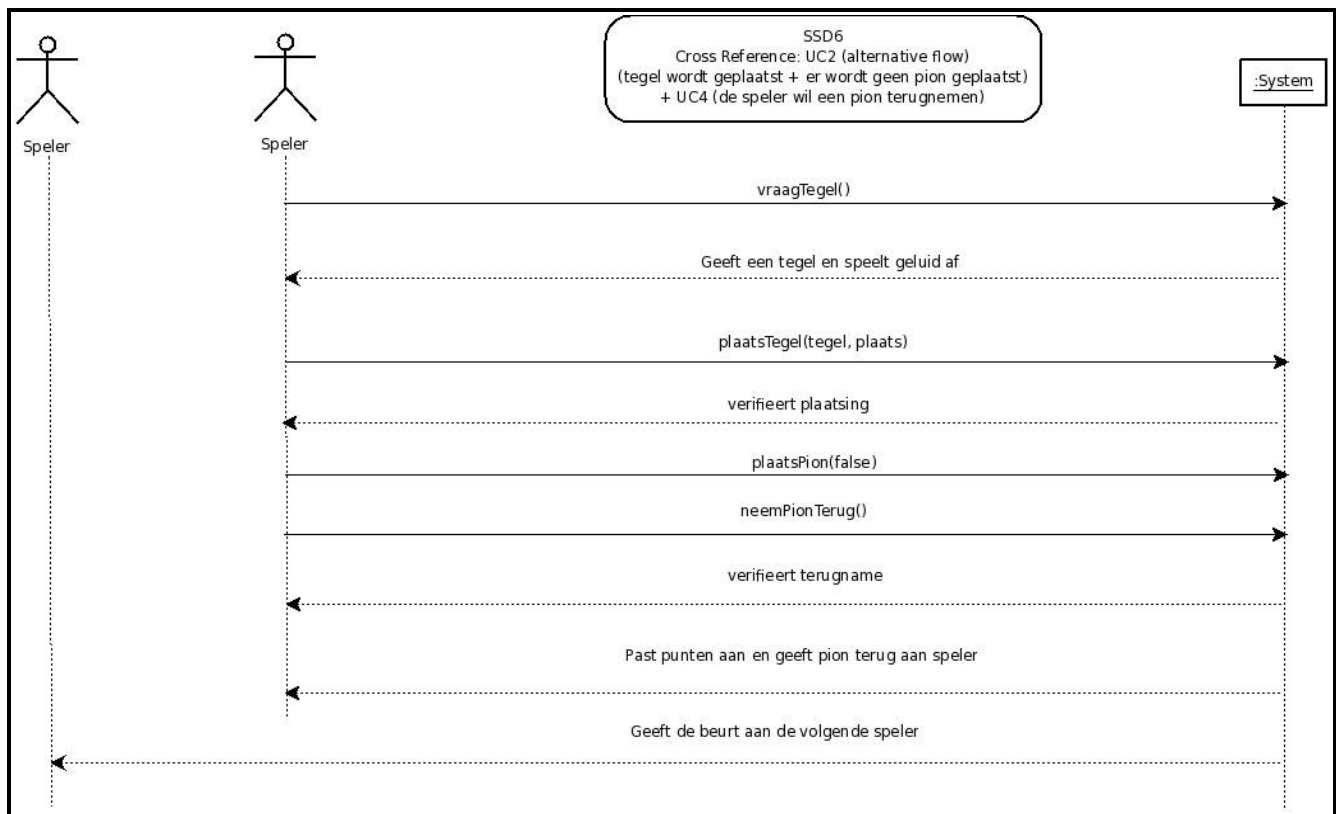 SSD6
Cross Reference: UC2 (alternative flow)
(tegel wordt geplaatst + er wordt geen pion geplaatst)
+ UC4 (de speler wil een pion terugnemen)
:System
Speler
Speler
vraagTegel()
Geeft een tegel en speelt geluid af
plaatsTegel(tegel, plaats)
verifieert plaatsing
plaatsPion(false)
neemPionTerug()
verifieert terugname
Past punten aan en geeft pion terug aan speler
Geeft de beurt aan de volgende speler